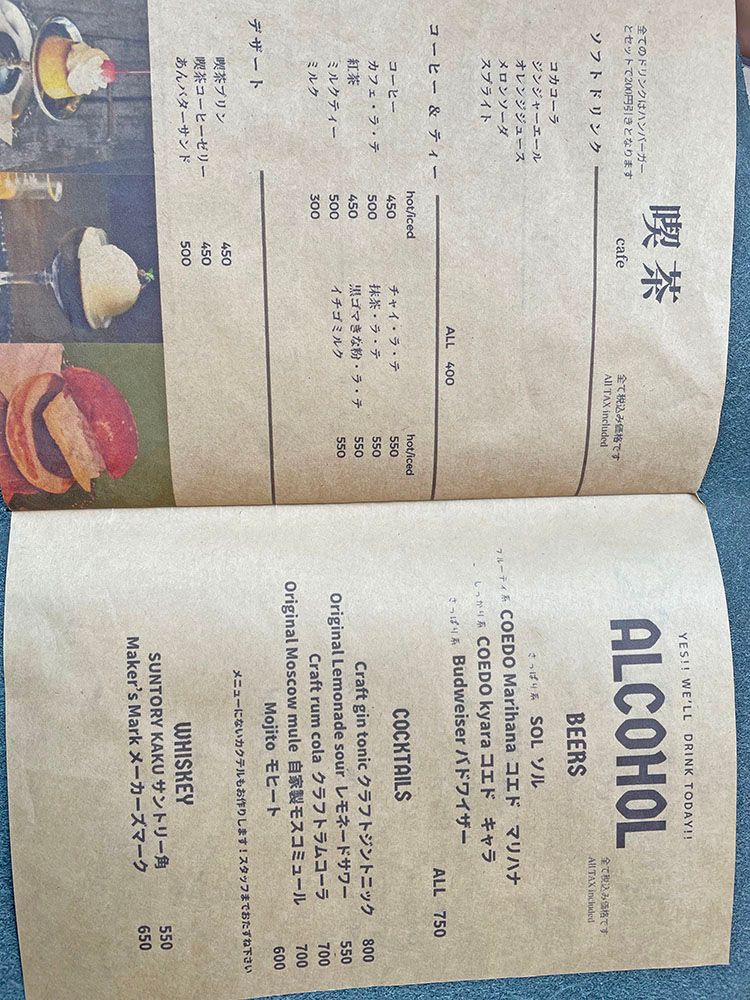 喫茶
cafe
全てのドリンクはハンバーガー
とセットで200円引きとなります
全て税込み価格です
All TAX included
ソフトドリンク
コカコーラ
ジンジャーエール
オレンジジュース
メロンソーダ
スプライト
ALL 400
コーヒー & ティー
hot/iced
コーヒー 450
カフェ・ラ・テ 500
紅茶 450
ミルクティー 500
ミルク 300
hot/iced
チャイ・ラ・テ 550
抹茶・ラ・テ 550
黒ゴマきな粉・ラ・テ 550
イチゴミルク 550
デザート
喫茶プリン 450
喫茶コーヒーゼリー 450
あんバターサンド 500
YES!! WE'LL DRINK TODAY!!
ALCOHOL
全て税込み価格です
All TAX included
BEERS
さっぱり系 SOL ソル
フルーティ系 COEDO Marihana コエド マリハナ
しっかり系 COEDO kyara コエド キャラ
さっぱり系 Budweiser バドワイザー
ALL 750
COCKTAILS
Craft gin tonic クラフトジントニック 800
Original Lemonade sour レモネードサワー 550
Craft rum cola クラフトラムコーラ 700
Original Moscow mule 自家製モスコミュール 700
Mojito モヒート 600
メニューにないカクテルもお作りします!スタッフまでおたずね下さい
WHISKEY
SUNTORY KAKU サントリー角 550
Maker's Mark メーカーズマーク 650